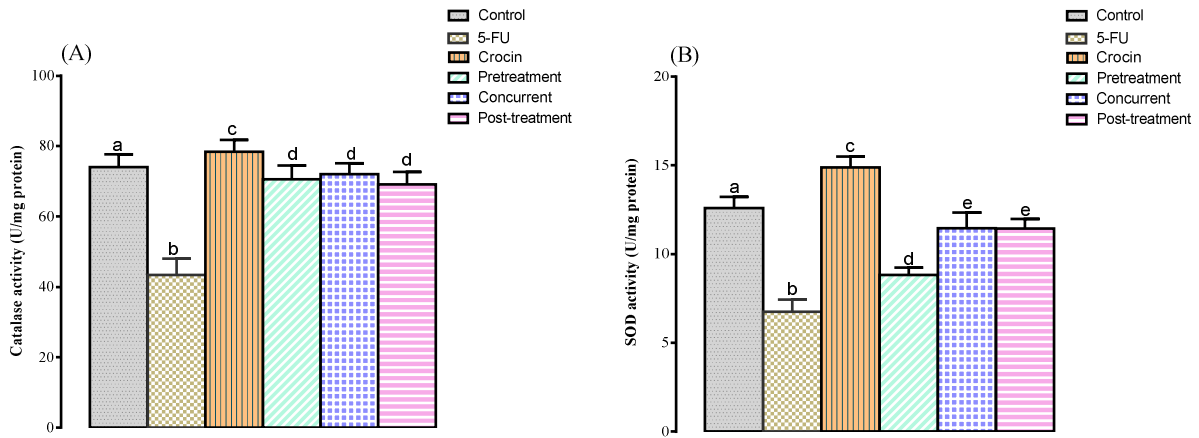 (A)
Control
5-FU
Crocin
Pretreatment
Concurrent
Post-treatment
Catalase activity (U/mg protein)
100
80
60
40
20
0
a
b
c
d
d
d
(B)
Control
5-FU
Crocin
Pretreatment
Concurrent
Post-treatment
SOD activity (U/mg protein)
20
15
10
5
0
a
b
c
d
e
e